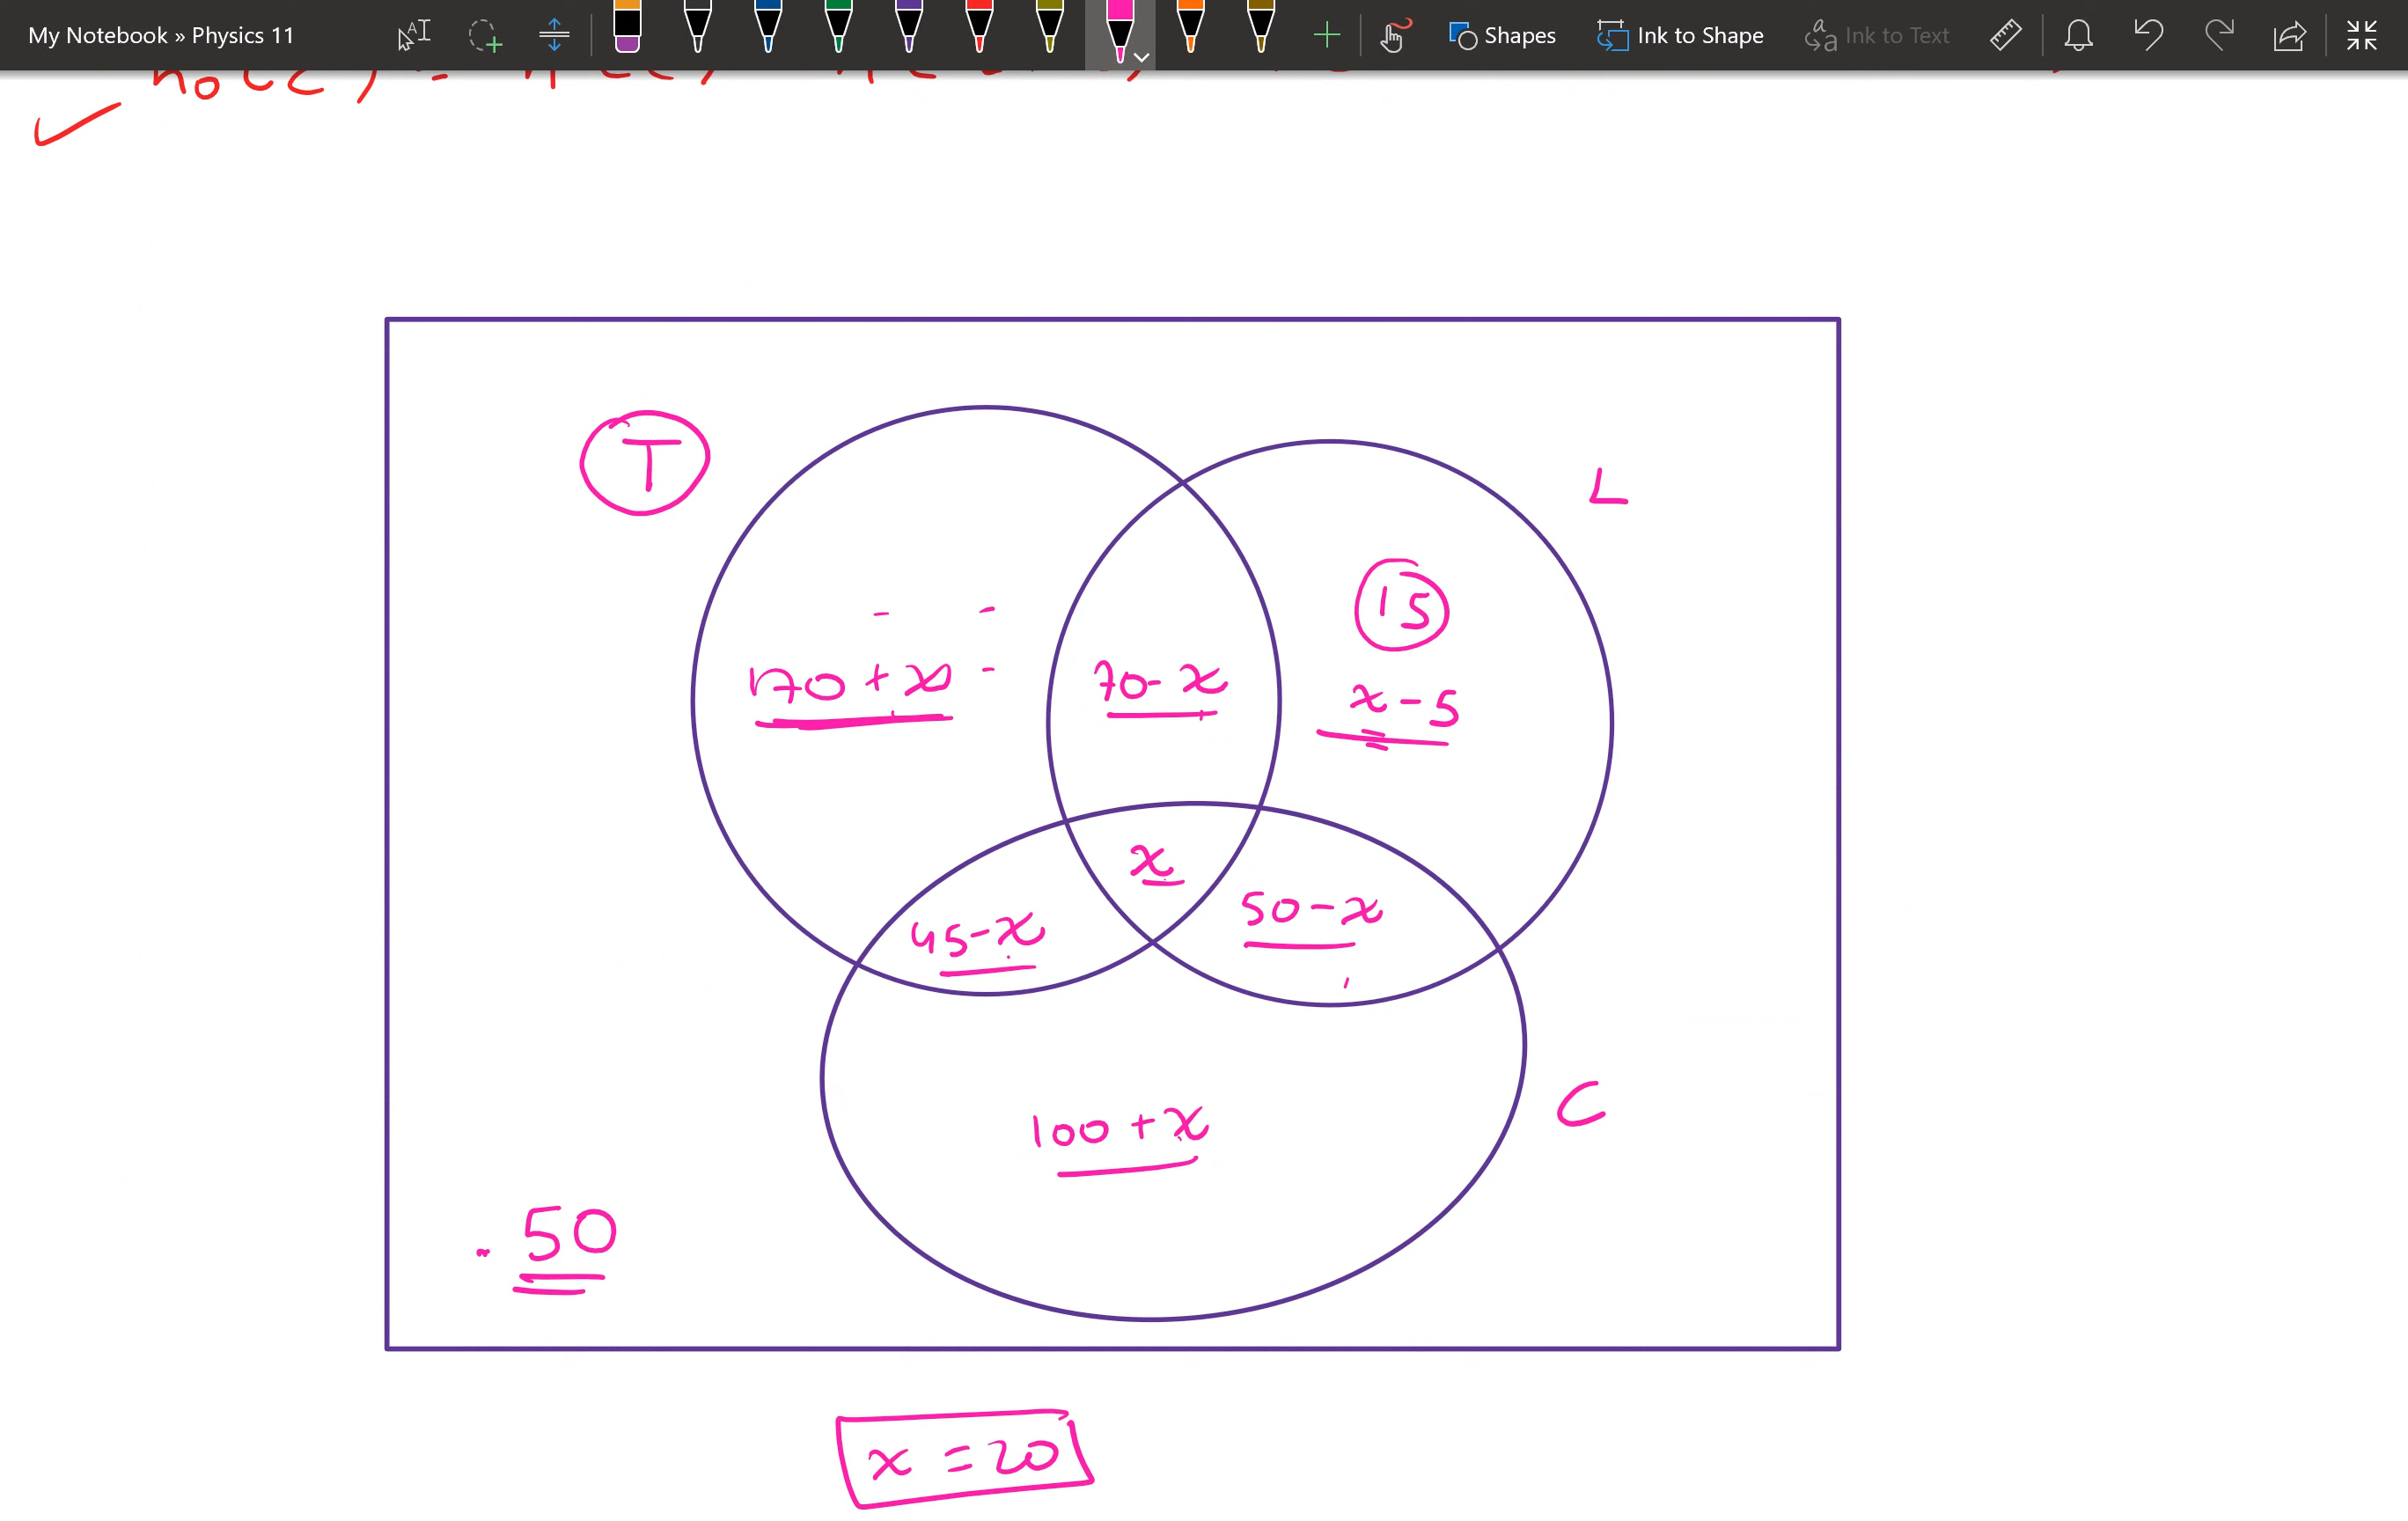 My Notebook » Physics 11
Shapes
Ink to Shape
Ink to Text
T
L
15
170 + x
70 - x
x - 5
x
45 - x
50 - x
100 + x
C
50
x = 20